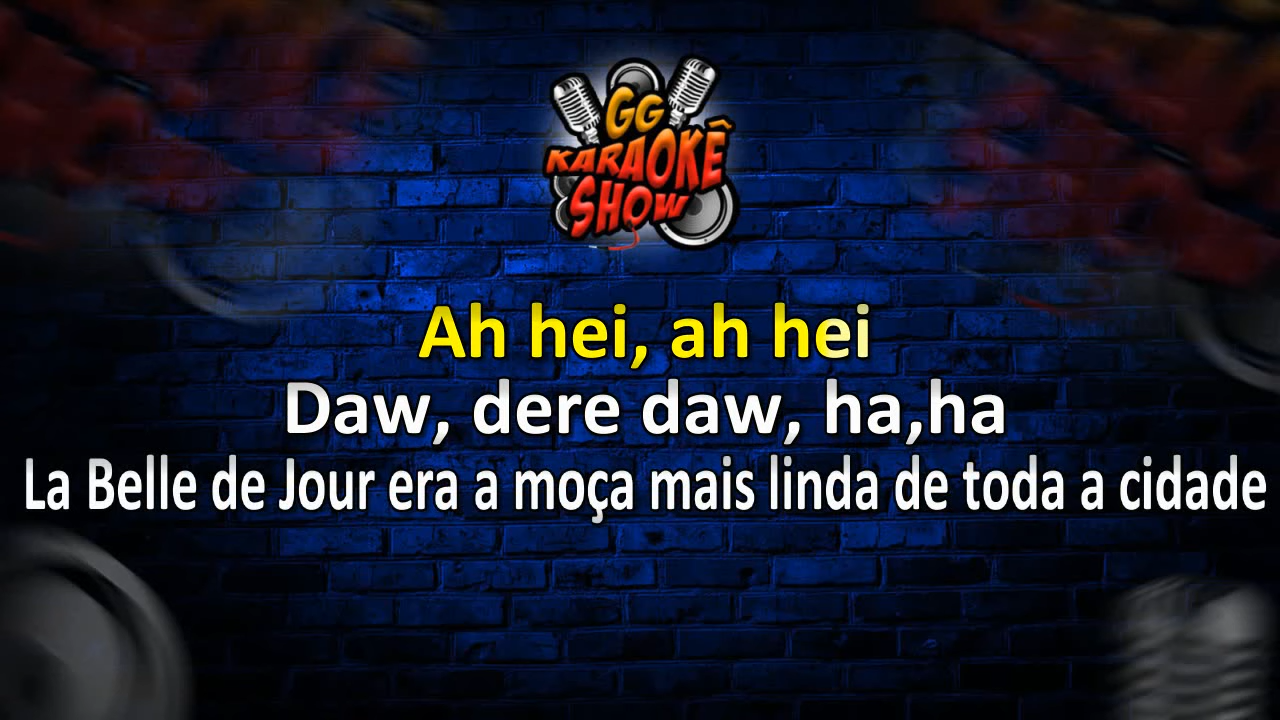 GG
KARAOKÊ
SHOW
Ah hei, ah hei
Daw, dere daw, ha,ha
La Belle de Jour era a moça mais linda de toda a cidade